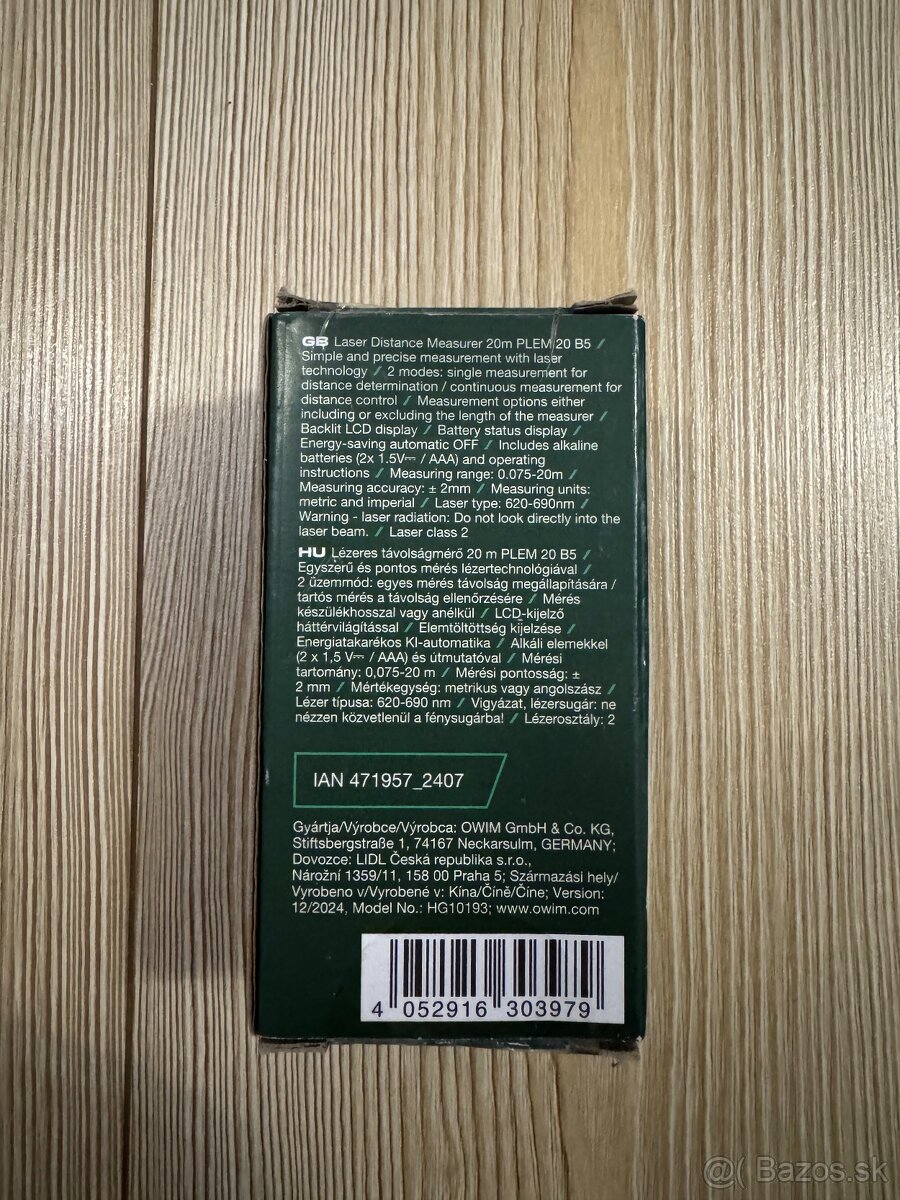 GB Laser Distance Measurer 20m PLEM 20 B5 /
Simple and precise measurement with laser
technology / 2 modes: single measurement for
distance determination / continuous measurement for
distance control / Measurement options either
including or excluding the length of the measurer /
Backlit LCD display / Battery status display /
Energy-saving automatic OFF / Includes alkaline
batteries (2x 1.5V⎓ / AAA) and operating
instructions / Measuring range: 0.075-20m /
Measuring accuracy: ± 2mm / Measuring units:
metric and imperial / Laser type: 620-690nm /
Warning - laser radiation: Do not look directly into the
laser beam. / Laser class 2
HU Lézeres távolságmérő 20 m PLEM 20 B5 /
Egyszerű és pontos mérés lézertechnológiával /
2 üzemmód: egyes mérés távolság megállapítására /
tartós mérés a távolság ellenőrzésére / Mérés
készülékhosszal vagy anélkül / LCD-kijelző
háttérvilágítással / Elemtöltöttség kijelzése /
Energiatakarékos KI-automatika / Alkáli elemekkel
(2 x 1,5 V⎓ / AAA) és útmutatóval / Mérési
tartomány: 0,075-20 m / Mérési pontosság: ±
2 mm / Mértékegység: metrikus vagy angolszász /
Lézer típusa: 620-690 nm / Vigyázat, lézersugár: ne
nézzen közvetlenül a fénysugárba! / Lézerosztály: 2
IAN 471957_2407
Gyártja/Výrobce/Výrobca: OWIM GmbH & Co. KG,
Stiftsbergstraße 1, 74167 Neckarsulm, GERMANY;
Dovozce: LIDL Česká republika s.r.o.,
Nárožní 1359/11, 158 00 Praha 5; Származási hely/
Vyrobeno v/Vyrobené v: Kína/Číně/Číne; Version:
12/2024, Model No.: HG10193; www.owim.com
4 052916 303979
@( Bazos.sk